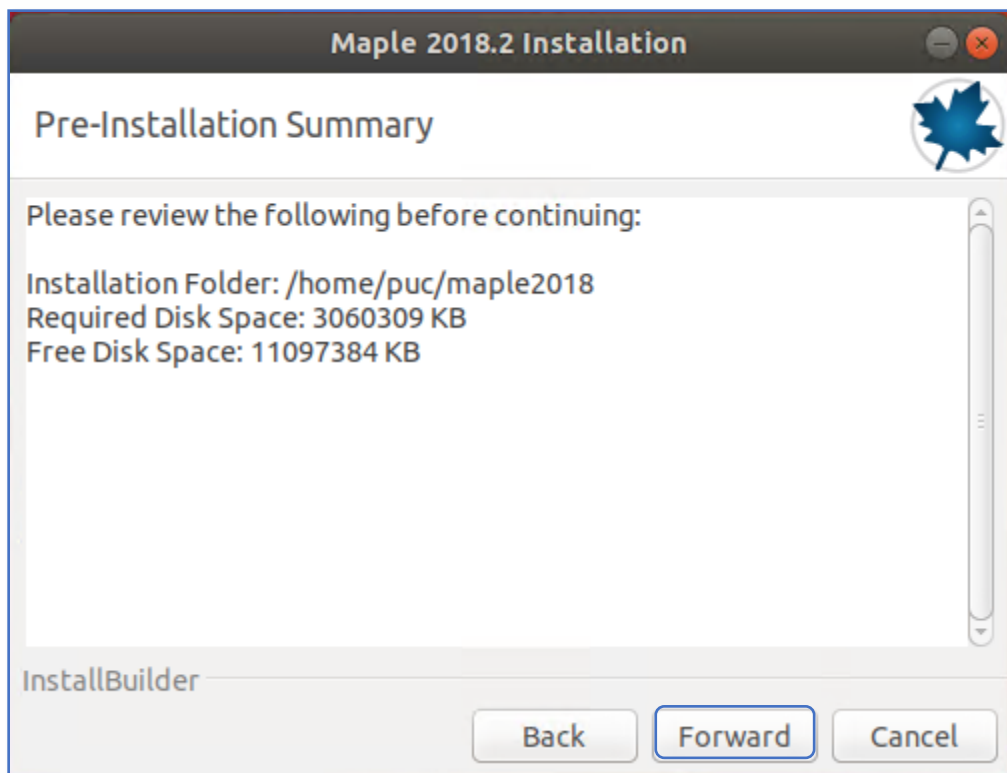 Maple 2018.2 Installation
Pre-Installation Summary
Please review the following before continuing:
Installation Folder: /home/puc/maple2018
Required Disk Space: 3060309 KB
Free Disk Space: 11097384 KB
InstallBuilder
Back
Forward
Cancel